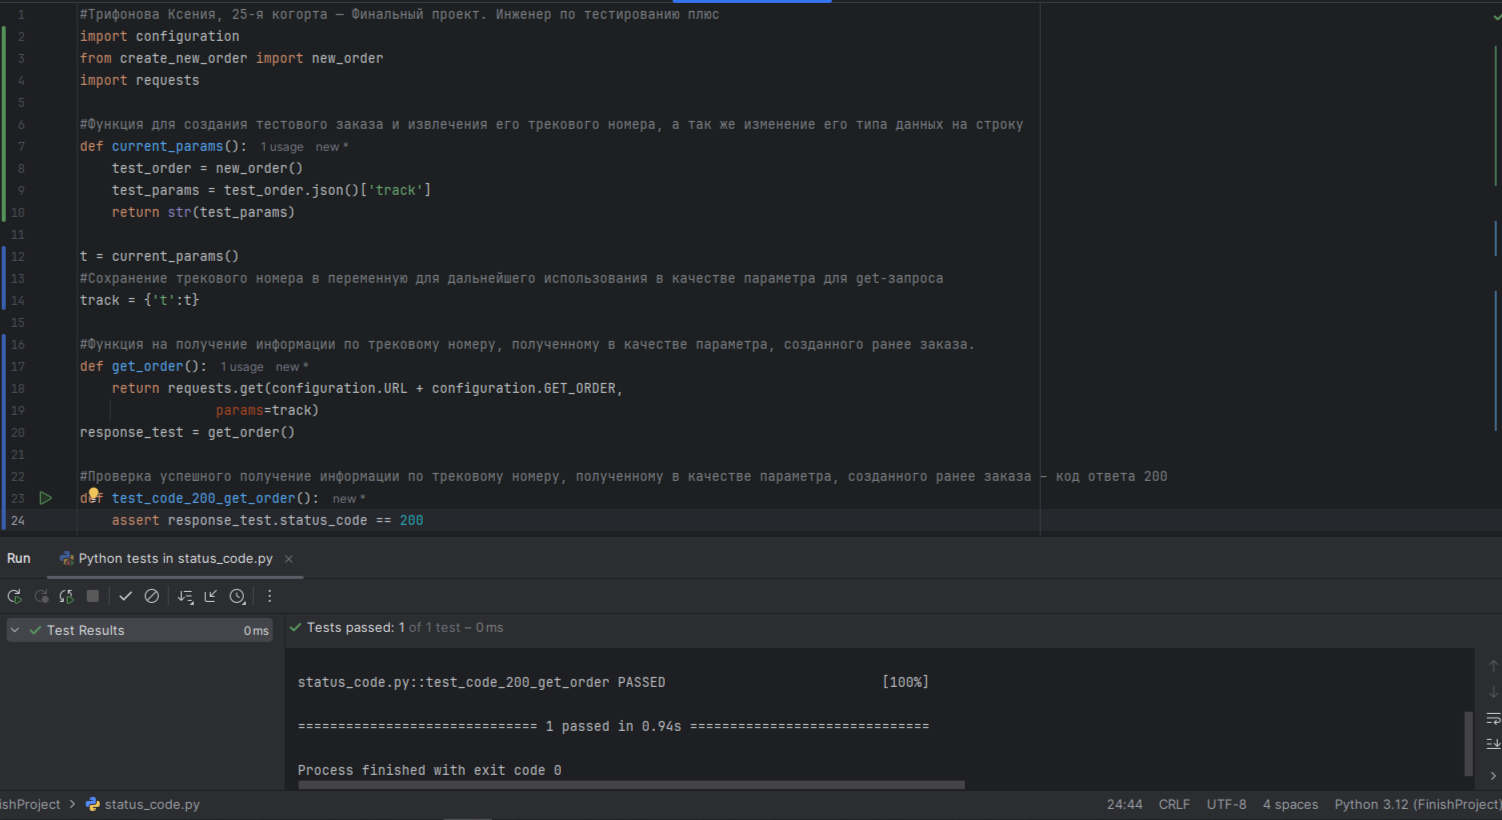 1 #Трифонова Ксения, 25-я когорта — Финальный проект. Инженер по тестированию плюс
2 import configuration
3 from create_new_order import new_order
4 import requests
5
6 #Функция для создания тестового заказа и извлечения его трекового номера, а так же изменение его типа данных на строку
7 def current_params(): 1 usage new *
8 test_order = new_order()
9 test_params = test_order.json()['track']
10 return str(test_params)
11
12 t = current_params()
13 #Сохранение трекового номера в переменную для дальнейшего использования в качестве параметра для get-запроса
14 track = {'t':t}
15
16 #Функция на получение информации по трековому номеру, полученному в качестве параметра, созданного ранее заказа.
17 def get_order(): 1 usage new *
18 return requests.get(configuration.URL + configuration.GET_ORDER,
19 params=track)
20 response_test = get_order()
21
22 #Проверка успешного получение информации по трековому номеру, полученному в качестве параметра, созданного ранее заказа – код ответа 200
23 def test_code_200_get_order(): new *
24 assert response_test.status_code == 200
Run Python tests in status_code.py ×
Test Results 0 ms
Tests passed: 1 of 1 test – 0 ms
status_code.py::test_code_200_get_order PASSED [100%]
============================== 1 passed in 0.94s ==============================
Process finished with exit code 0
ishProject > status_code.py 24:44 CRLF UTF-8 4 spaces Python 3.12 (FinishProject)